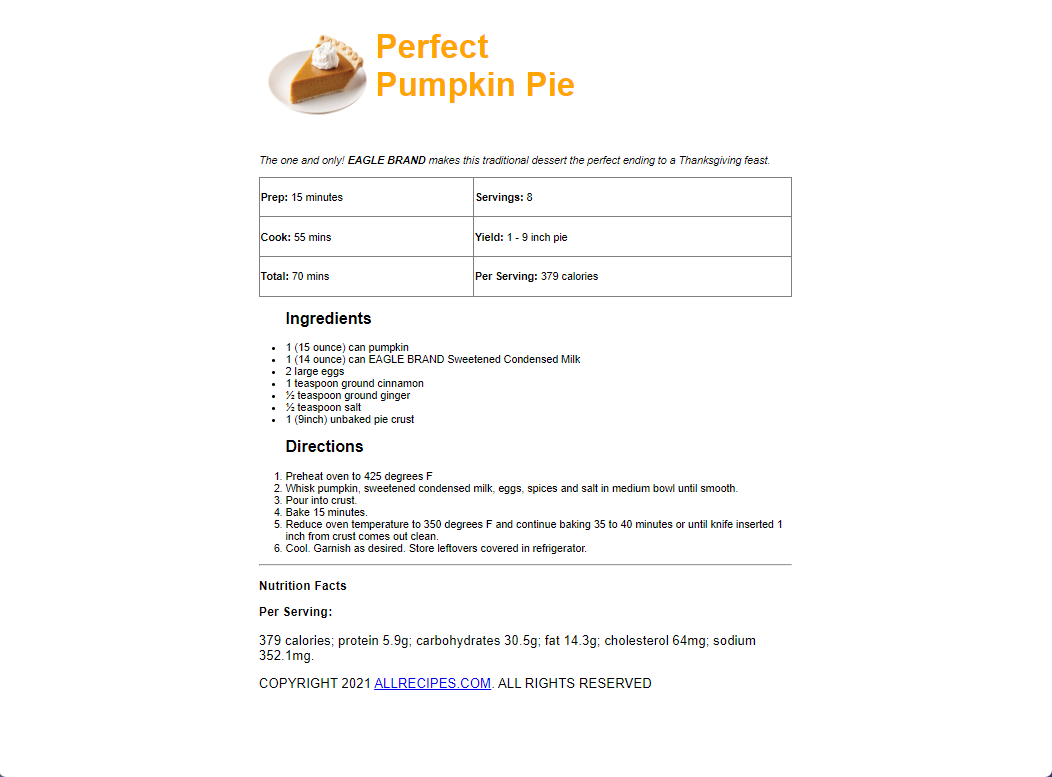 Perfect
Pumpkin Pie
The one and only! EAGLE BRAND makes this traditional dessert the perfect ending to a Thanksgiving feast.
Prep: 15 minutes
Servings: 8
Cook: 55 mins
Yield: 1 - 9 inch pie
Total: 70 mins
Per Serving: 379 calories
Ingredients
• 1 (15 ounce) can pumpkin
• 1 (14 ounce) can EAGLE BRAND Sweetened Condensed Milk
• 2 large eggs
• 1 teaspoon ground cinnamon
• ½ teaspoon ground ginger
• ½ teaspoon salt
• 1 (9inch) unbaked pie crust
Directions
1. Preheat oven to 425 degrees F
2. Whisk pumpkin, sweetened condensed milk, eggs, spices and salt in medium bowl until smooth.
3. Pour into crust.
4. Bake 15 minutes.
5. Reduce oven temperature to 350 degrees F and continue baking 35 to 40 minutes or until knife inserted 1
inch from crust comes out clean.
6. Cool. Garnish as desired. Store leftovers covered in refrigerator.
Nutrition Facts
Per Serving:
379 calories; protein 5.9g; carbohydrates 30.5g; fat 14.3g; cholesterol 64mg; sodium
352.1mg.
COPYRIGHT 2021 ALLRECIPES.COM. ALL RIGHTS RESERVED